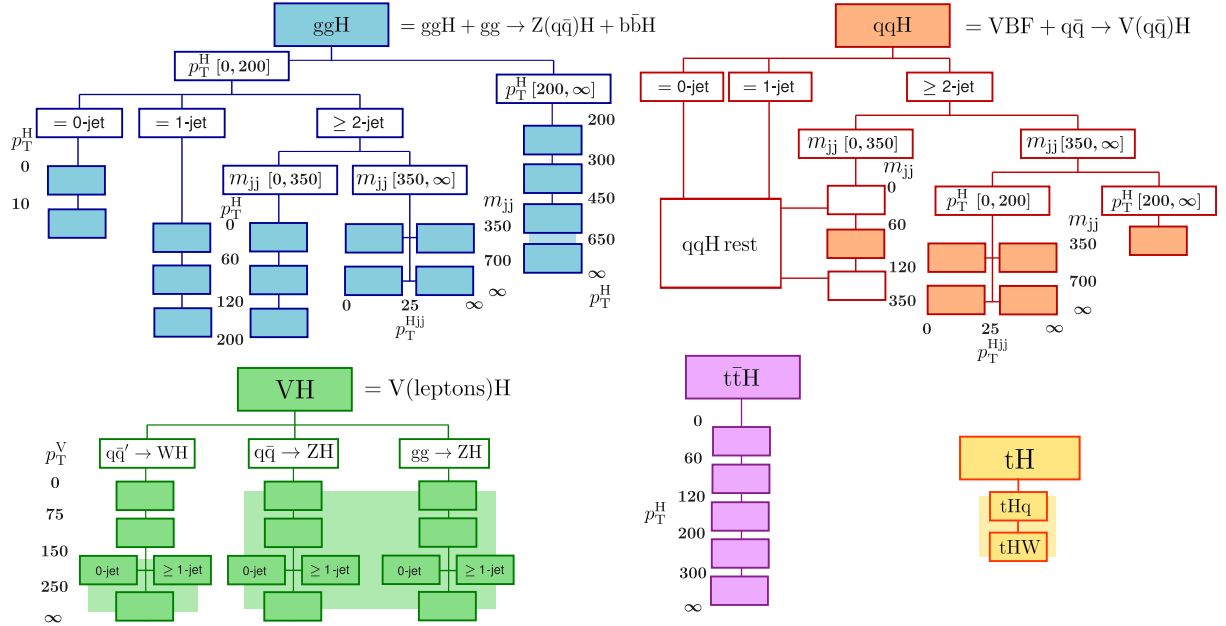 ggH = ggH + gg → Z(qq̄)H + bb̄H
p_T^H [0, 200]
p_T^H [200, ∞]
= 0-jet
= 1-jet
≥ 2-jet
p_T^H
0
10
m_jj [0, 350]
m_jj [350, ∞]
p_T^H
0
60
120
200
m_jj
350
700
∞
0
25
∞
p_T^Hjj
200
300
450
650
∞
p_T^H
qqH = VBF + qq̄ → V(qq̄)H
= 0-jet
= 1-jet
≥ 2-jet
m_jj [0, 350]
m_jj [350, ∞]
m_jj
0
60
120
350
qqH rest
p_T^H [0, 200]
p_T^H [200, ∞]
m_jj
350
700
∞
0
25
∞
p_T^Hjj
VH = V(leptons)H
qq̄′ → WH
qq̄ → ZH
gg → ZH
p_T^V
0
75
150
250
∞
0-jet
≥ 1-jet
0-jet
≥ 1-jet
0-jet
≥ 1-jet
tt̄H
0
60
120
p_T^H
200
300
∞
tH
tHq
tHW